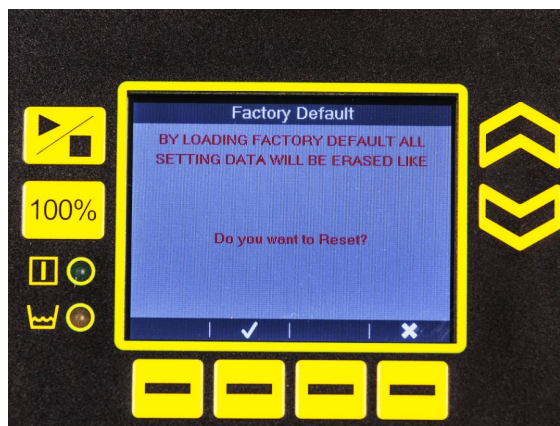 Factory Default
BY LOADING FACTORY DEFAULT ALL
SETTING DATA WILL BE ERASED LIKE
Do you want to Reset?
100%